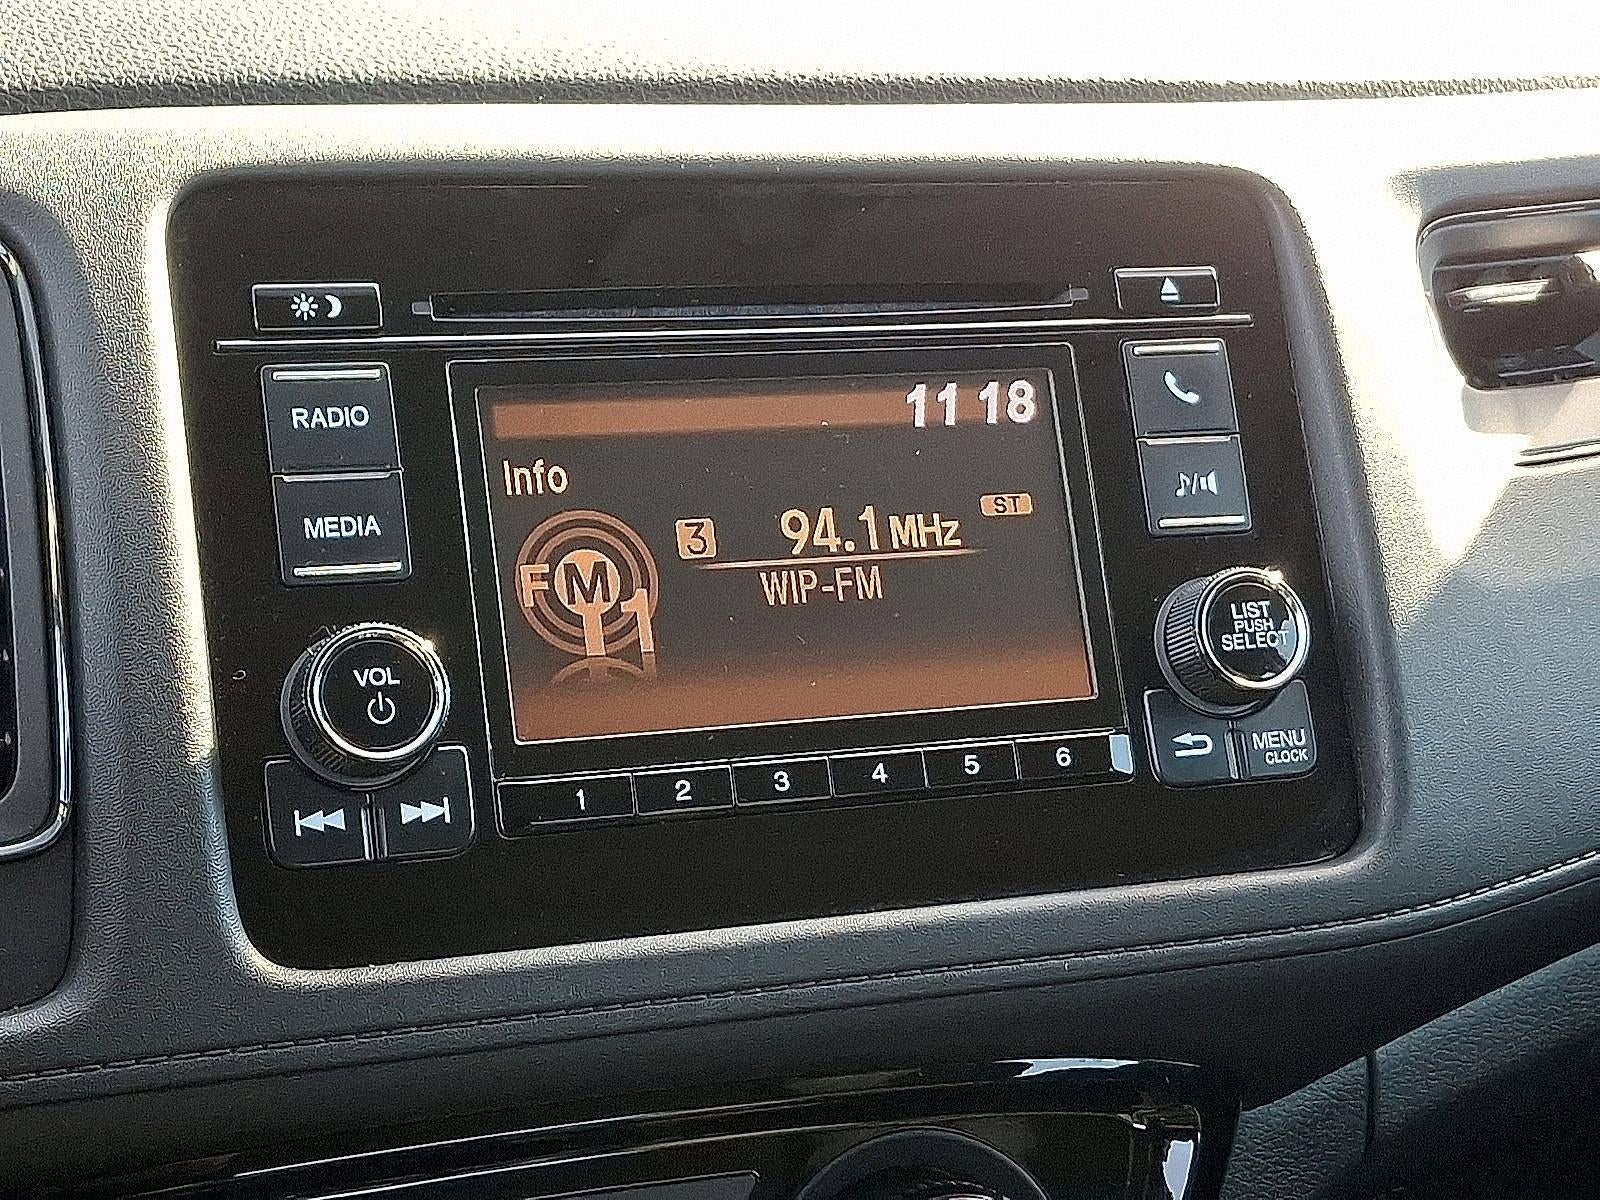 RADIO
MEDIA
VOL
11 18
Info
FM 1
3 94.1 MHz ST
WIP-FM
LIST
PUSH
SELECT
MENU
CLOCK
1 2 3 4 5 6